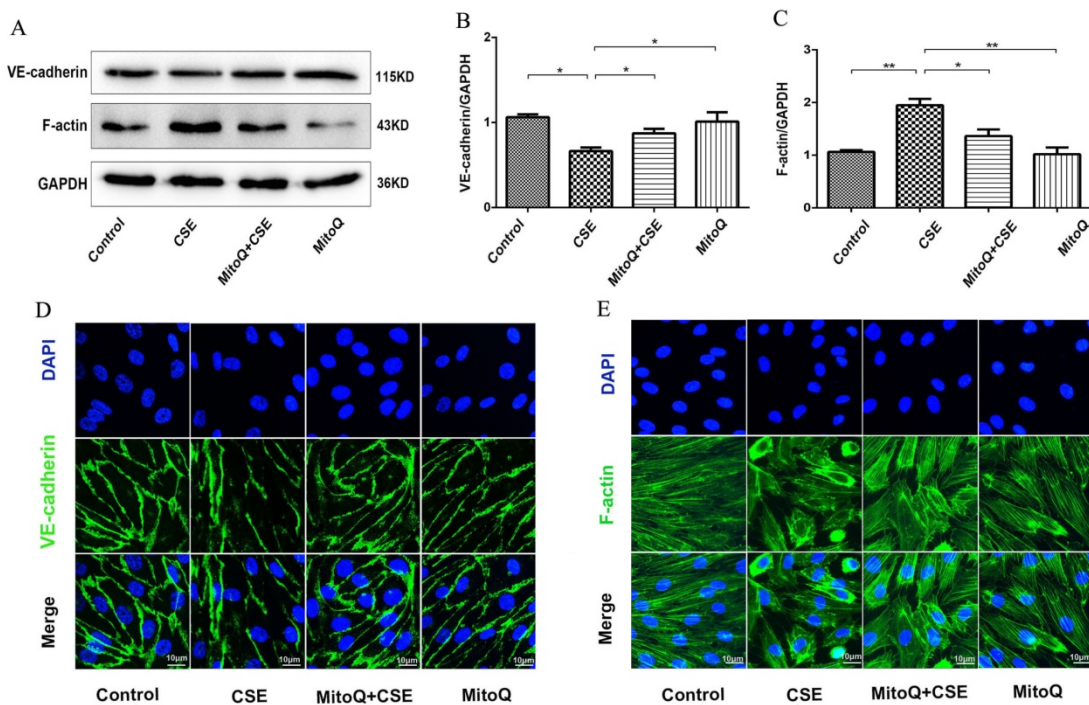 A
VE-cadherin
115KD
F-actin
43KD
GAPDH
36KD
Control
CSE
MitoQ+CSE
MitoQ
B
VE-cadherin/GAPDH
2
1
0
*
*
*
Control
CSE
MitoQ+CSE
MitoQ
C
F-actin/GAPDH
3
2
1
0
**
**
*
Control
CSE
MitoQ+CSE
MitoQ
D
DAPI
VE-cadherin
Merge
10μm
10μm
10μm
10μm
Control
CSE
MitoQ+CSE
MitoQ
E
DAPI
F-actin
Merge
10μm
10μm
10μm
10μm
Control
CSE
MitoQ+CSE
MitoQ